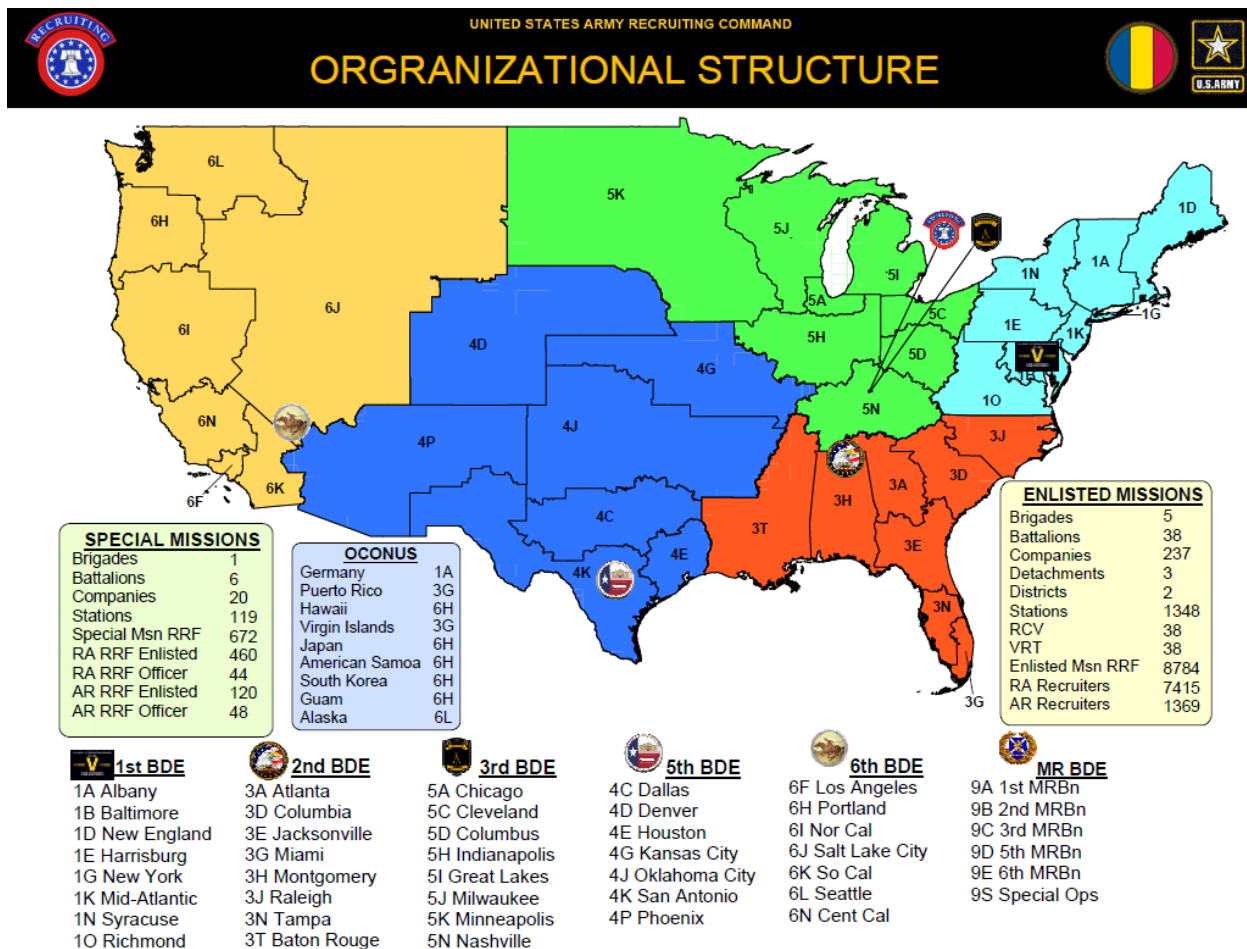 UNITED STATES ARMY RECRUITING COMMAND
ORGRANIZATIONAL STRUCTURE
RECRUITING
U.S.ARMY
6L
6H
6I
6J
6N
6F
6K
5K
5J
5I
5A
5H
5C
5D
5N
4D
4G
4J
4P
4C
4E
4K
1D
1A
1N
1G
1E
1K
1O
V
3J
3D
3A
3H
3T
3E
3N
3G
SPECIAL MISSIONS
Brigades 1
Battalions 6
Companies 20
Stations 119
Special Msn RRF 672
RA RRF Enlisted 460
RA RRF Officer 44
AR RRF Enlisted 120
AR RRF Officer 48
OCONUS
Germany 1A
Puerto Rico 3G
Hawaii 6H
Virgin Islands 3G
Japan 6H
American Samoa 6H
South Korea 6H
Guam 6H
Alaska 6L
ENLISTED MISSIONS
Brigades 5
Battalions 38
Companies 237
Detachments 3
Districts 2
Stations 1348
RCV 38
VRT 38
Enlisted Msn RRF 8784
RA Recruiters 7415
AR Recruiters 1369
1st BDE
1A Albany
1B Baltimore
1D New England
1E Harrisburg
1G New York
1K Mid-Atlantic
1N Syracuse
1O Richmond
2nd BDE
3A Atlanta
3D Columbia
3E Jacksonville
3G Miami
3H Montgomery
3J Raleigh
3N Tampa
3T Baton Rouge
3rd BDE
5A Chicago
5C Cleveland
5D Columbus
5H Indianapolis
5I Great Lakes
5J Milwaukee
5K Minneapolis
5N Nashville
5th BDE
4C Dallas
4D Denver
4E Houston
4G Kansas City
4J Oklahoma City
4K San Antonio
4P Phoenix
6th BDE
6F Los Angeles
6H Portland
6I Nor Cal
6J Salt Lake City
6K So Cal
6L Seattle
6N Cent Cal
MR BDE
9A 1st MRBn
9B 2nd MRBn
9C 3rd MRBn
9D 5th MRBn
9E 6th MRBn
9S Special Ops